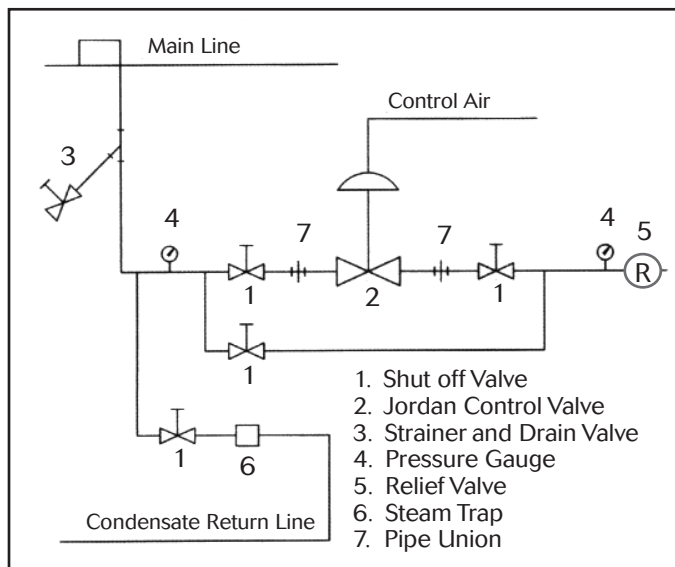 Main Line
Control Air
3
4
7
7
4
5
R
1
2
1
1
1
6
Condensate Return Line
1. Shut off Valve
2. Jordan Control Valve
3. Strainer and Drain Valve
4. Pressure Gauge
5. Relief Valve
6. Steam Trap
7. Pipe Union